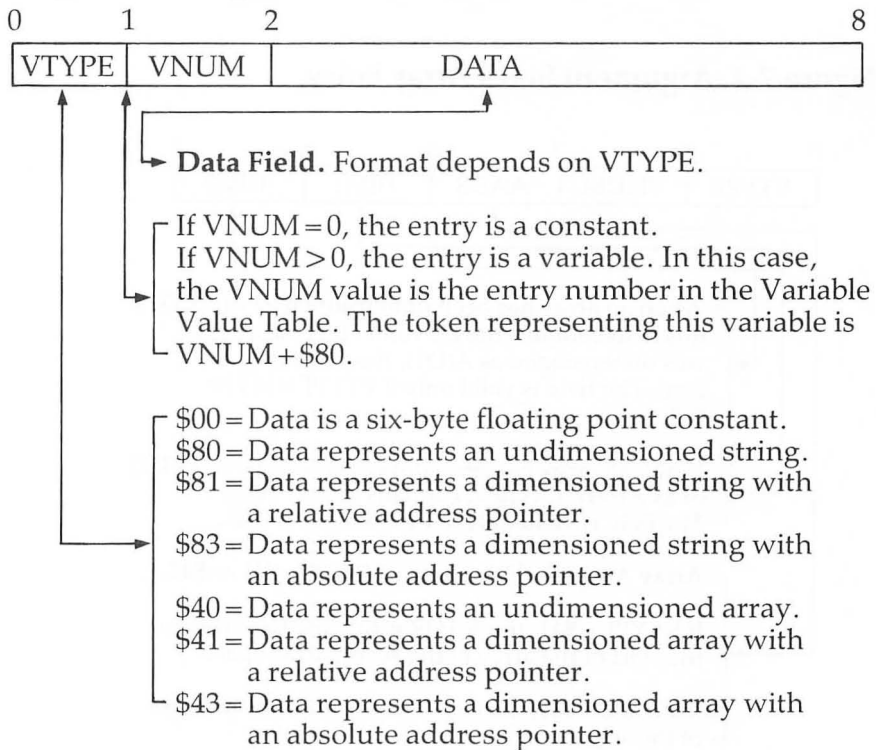 0 1 2 8
VTYPE VNUM DATA
Data Field. Format depends on VTYPE.
If VNUM=0, the entry is a constant.
If VNUM>0, the entry is a variable. In this case,
the VNUM value is the entry number in the Variable
Value Table. The token representing this variable is
VNUM+$80.
$00=Data is a six-byte floating point constant.
$80=Data represents an undimensioned string.
$81=Data represents a dimensioned string with
a relative address pointer.
$83=Data represents a dimensioned string with
an absolute address pointer.
$40=Data represents an undimensioned array.
$41=Data represents a dimensioned array with
a relative address pointer.
$43=Data represents a dimensioned array with
an absolute address pointer.